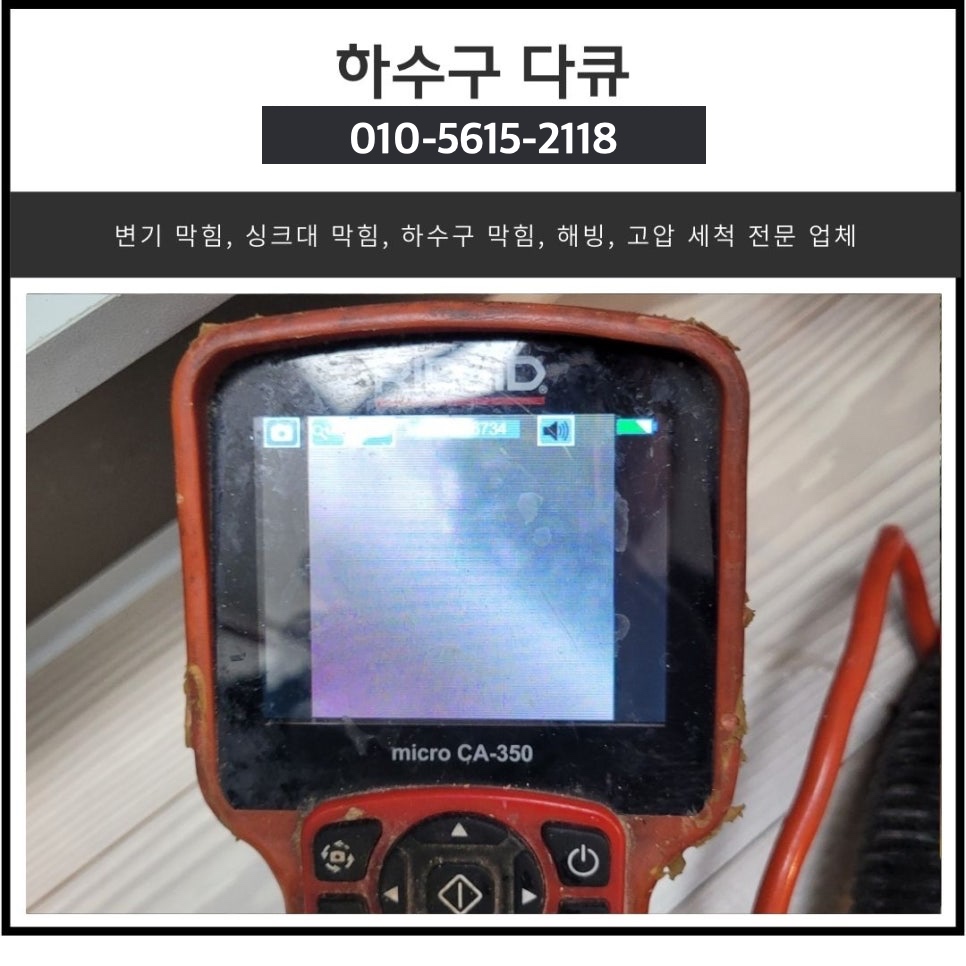 하수구 다큐
010-5615-2118
변기 막힘, 싱크대 막힘, 하수구 막힘, 해빙, 고압 세척 전문 업체
RIDGID
micro CA-350